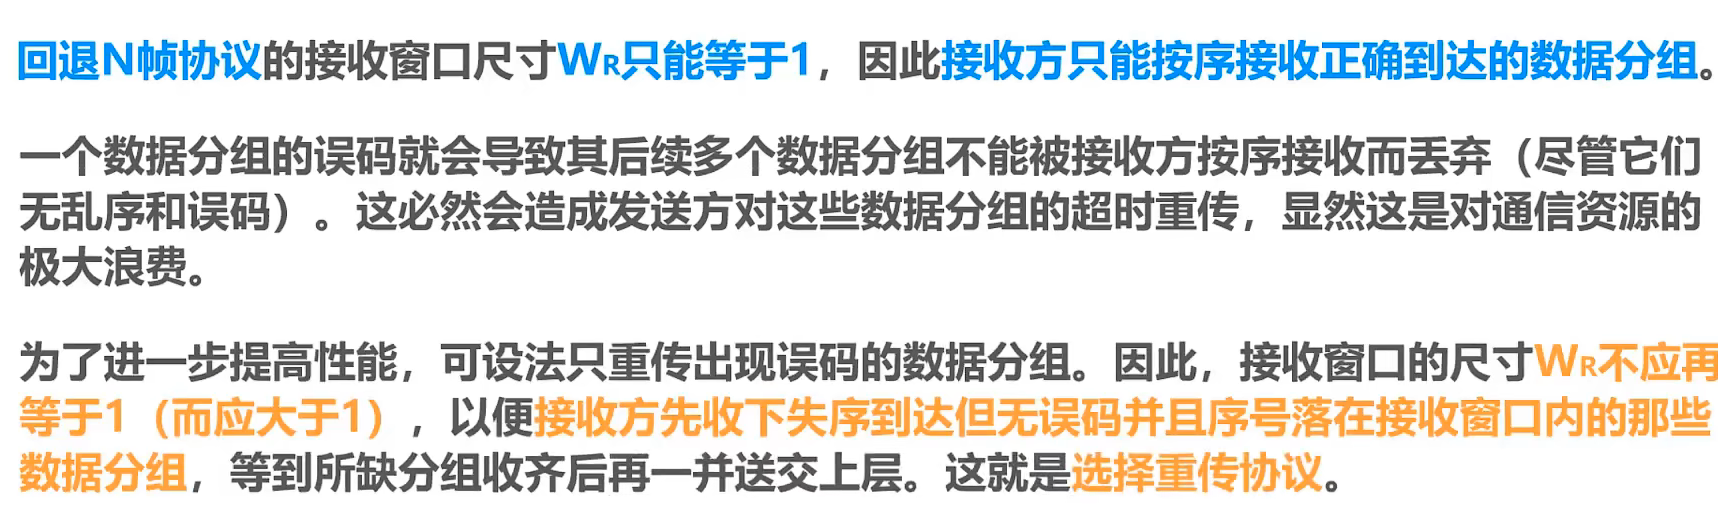 回退N帧协议的接收窗口尺寸WR只能等于1，因此接收方只能按序接收正确到达的数据分组。
一个数据分组的误码就会导致其后续多个数据分组不能被接收方按序接收而丢弃（尽管它们
无乱序和误码）。这必然会造成发送方对这些数据分组的超时重传，显然这是对通信资源的
极大浪费。
为了进一步提高性能，可设法只重传出现误码的数据分组。因此，接收窗口的尺寸WR不应再
等于1（而应大于1），以便接收方先收下失序到达但无误码并且序号落在接收窗口内的那些
数据分组，等到所缺分组收齐后再一并送交上层。这就是选择重传协议。